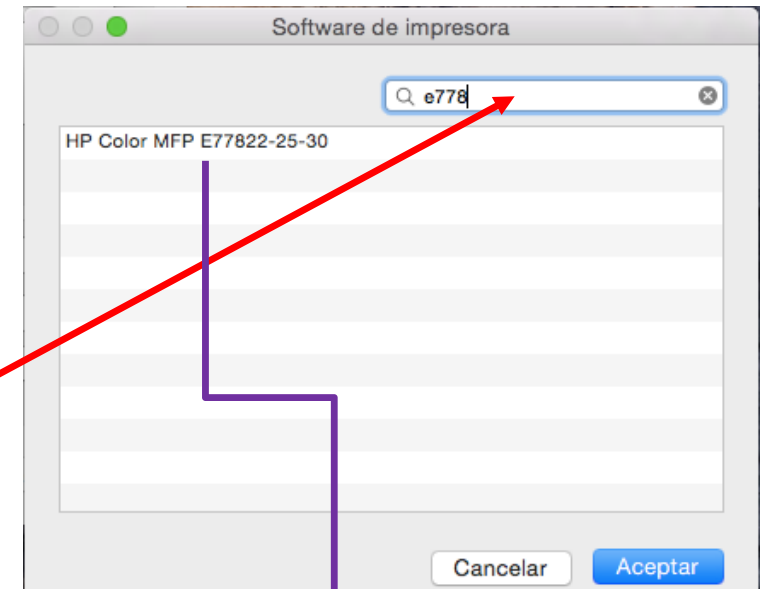 Software de impresora
e778
HP Color MFP E77822-25-30
Cancelar
Aceptar